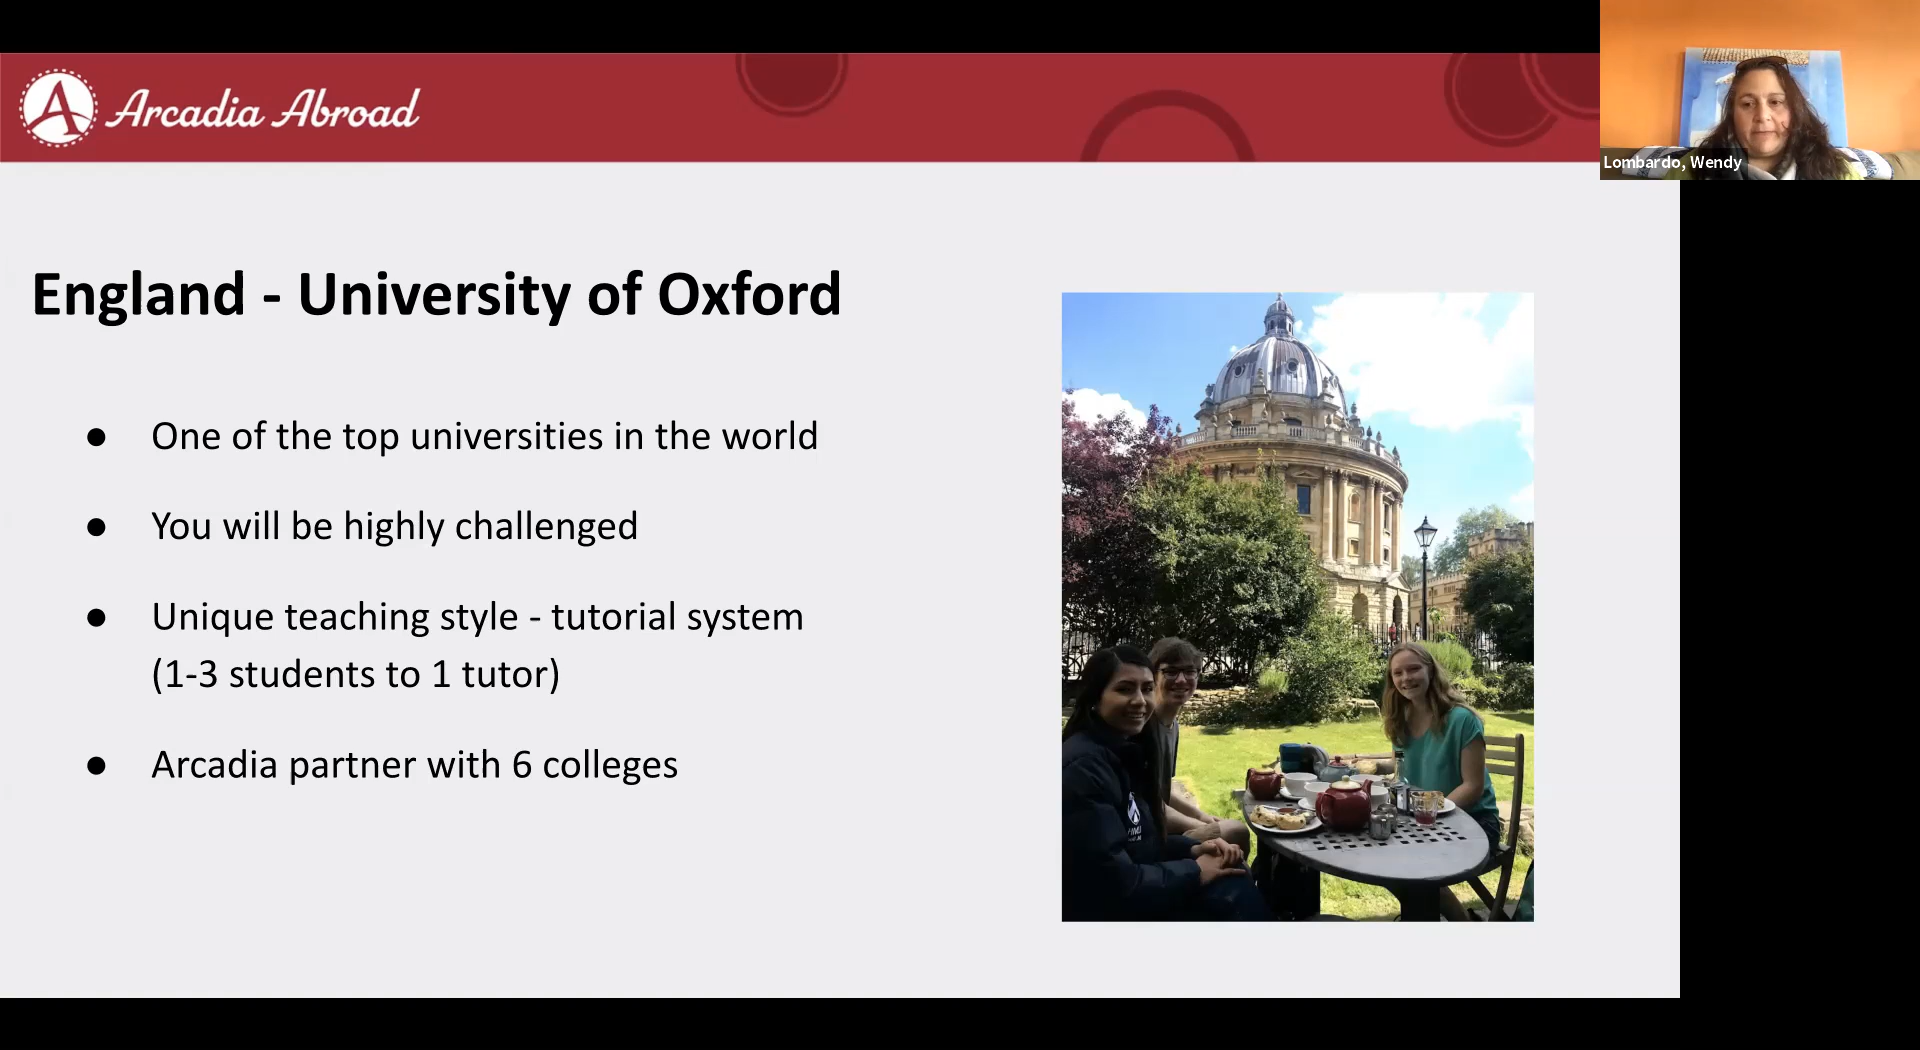 Arcadia Abroad
Lombardo, Wendy
England - University of Oxford
● One of the top universities in the world
● You will be highly challenged
● Unique teaching style - tutorial system
(1-3 students to 1 tutor)
● Arcadia partner with 6 colleges